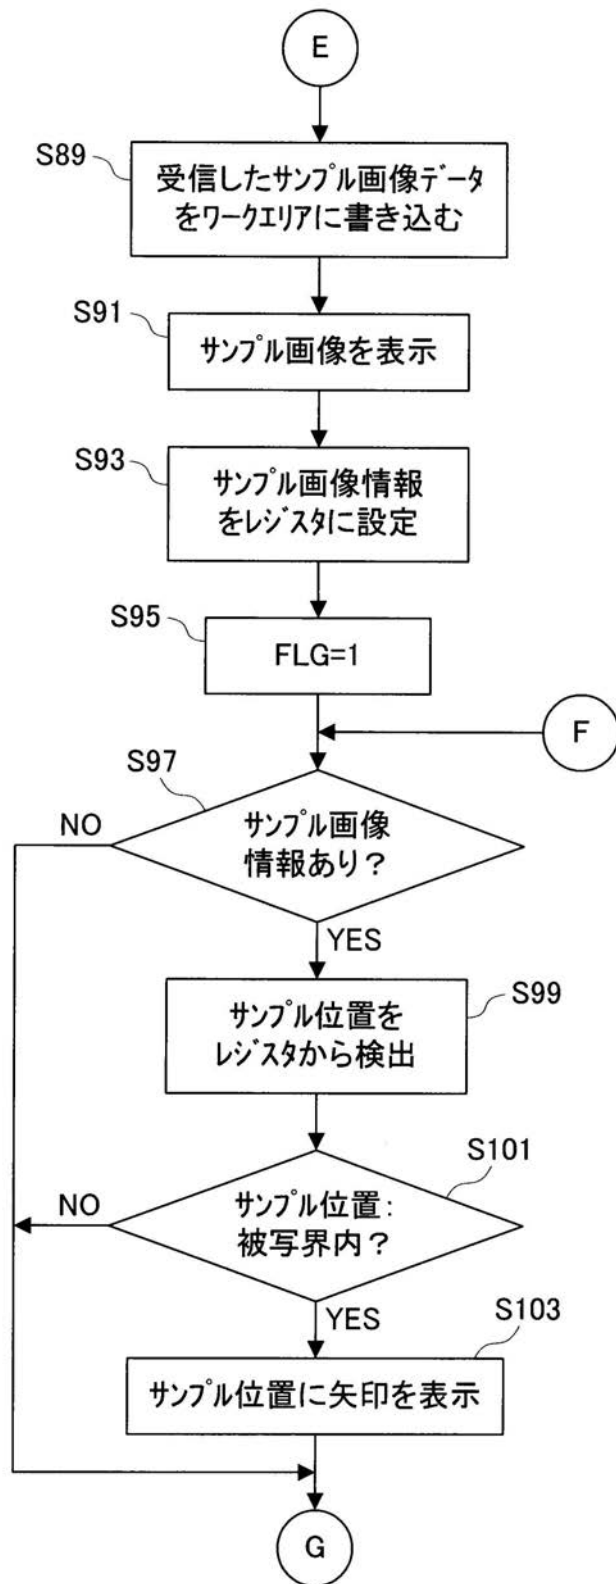 E
S89
受信したサンプル画像データ
をワークエリアに書き込む
S91
サンプル画像を表示
S93
サンプル画像情報
をレジスタに設定
S95
FLG=1
F
S97
NO
サンプル画像
情報あり？
YES
S99
サンプル位置を
レジスタから検出
S101
NO
サンプル位置:
被写界内？
YES
S103
サンプル位置に矢印を表示
G